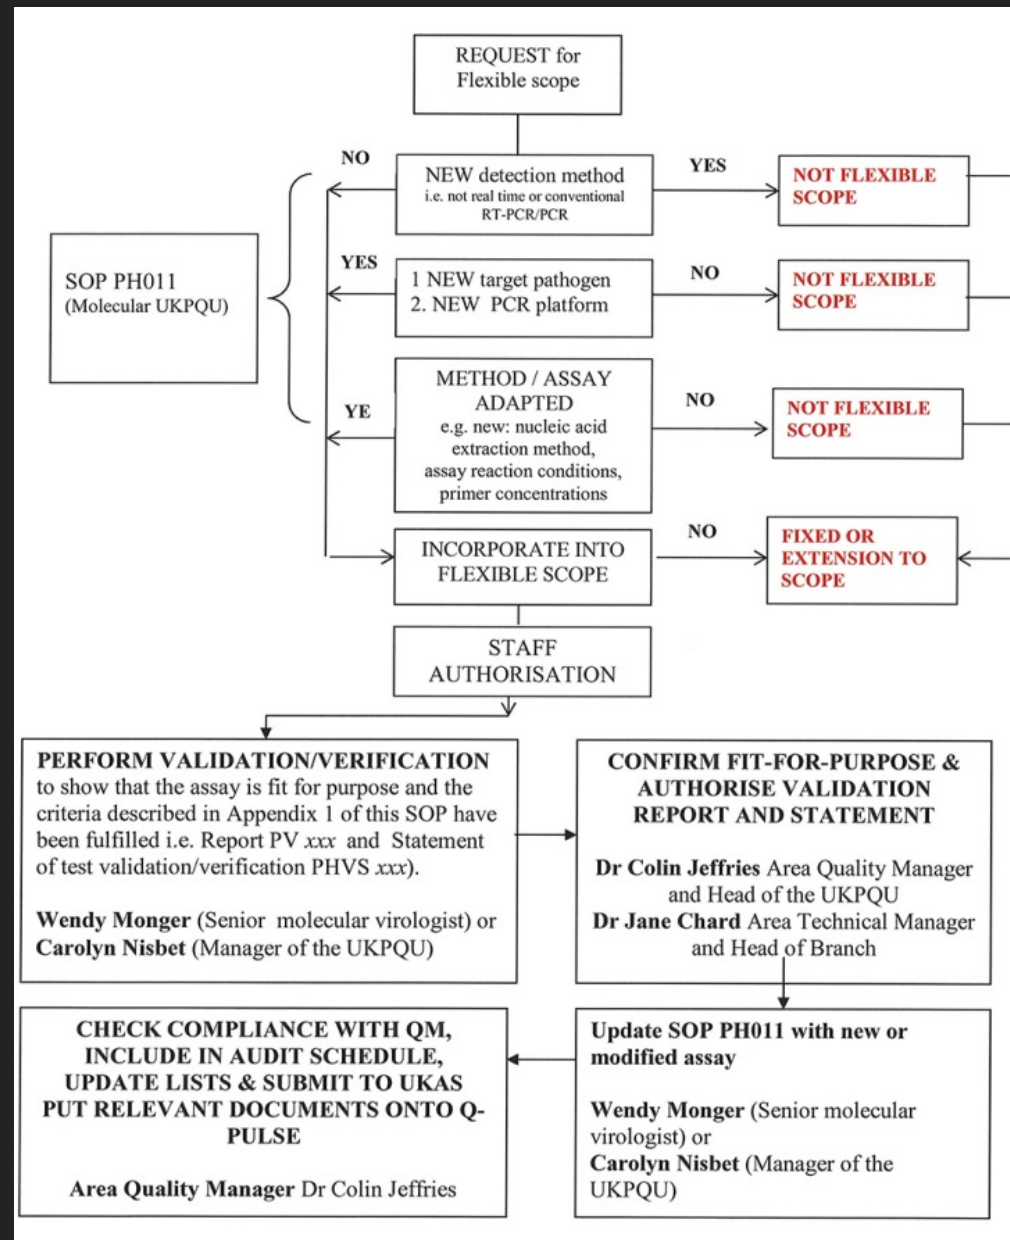 REQUEST for
Flexible scope
NO
NEW detection method
i.e. not real time or conventional
RT-PCR/PCR
YES
NOT FLEXIBLE
SCOPE
SOP PH011
(Molecular UKPQU)
YES
1 NEW target pathogen
2. NEW PCR platform
NO
NOT FLEXIBLE
SCOPE
YE
METHOD / ASSAY
ADAPTED
e.g. new: nucleic acid
extraction method,
assay reaction conditions,
primer concentrations
NO
NOT FLEXIBLE
SCOPE
INCORPORATE INTO
FLEXIBLE SCOPE
NO
FIXED OR
EXTENSION TO
SCOPE
STAFF
AUTHORISATION
PERFORM VALIDATION/VERIFICATION
to show that the assay is fit for purpose and the
criteria described in Appendix 1 of this SOP have
been fulfilled i.e. Report PV xxx and Statement
of test validation/verification PHVS xxx).
Wendy Monger (Senior molecular virologist) or
Carolyn Nisbet (Manager of the UKPQU)
CONFIRM FIT-FOR-PURPOSE &
AUTHORISE VALIDATION
REPORT AND STATEMENT
Dr Colin Jeffries Area Quality Manager
and Head of the UKPQU
Dr Jane Chard Area Technical Manager
and Head of Branch
Update SOP PH011 with new or
modified assay
Wendy Monger (Senior molecular
virologist) or
Carolyn Nisbet (Manager of the
UKPQU)
CHECK COMPLIANCE WITH QM,
INCLUDE IN AUDIT SCHEDULE,
UPDATE LISTS & SUBMIT TO UKAS
PUT RELEVANT DOCUMENTS ONTO Q-
PULSE
Area Quality Manager Dr Colin Jeffries